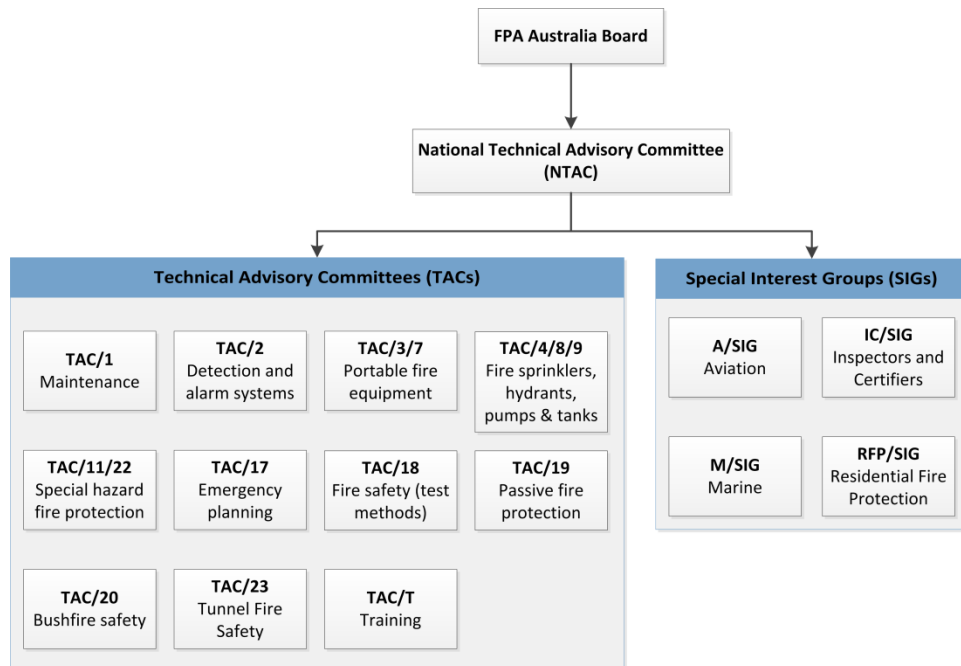 FPA Australia Board
National Technical Advisory Committee
(NTAC)
Technical Advisory Committees (TACs)
TAC/1
Maintenance
TAC/2
Detection and
alarm systems
TAC/3/7
Portable fire
equipment
TAC/4/8/9
Fire sprinklers,
hydrants,
pumps & tanks
TAC/11/22
Special hazard
fire protection
TAC/17
Emergency
planning
TAC/18
Fire safety (test
methods)
TAC/19
Passive fire
protection
TAC/20
Bushfire safety
TAC/23
Tunnel Fire
Safety
TAC/T
Training
Special Interest Groups (SIGs)
A/SIG
Aviation
IC/SIG
Inspectors and
Certifiers
M/SIG
Marine
RFP/SIG
Residential Fire
Protection